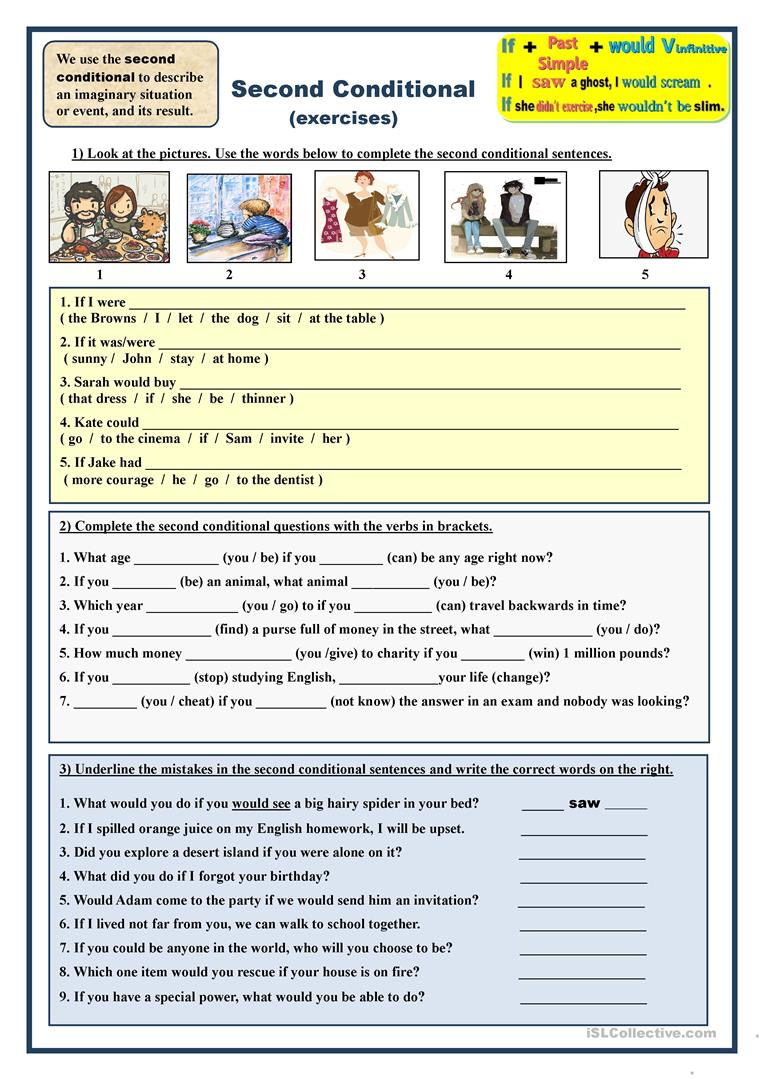 We use the second
conditional to describe
an imaginary situation
or event, and its result.
Second Conditional
(exercises)
If + Past Simple + would V infinitive
If I saw a ghost, I would scream .
If she didn't exercise, she wouldn't be slim.
1) Look at the pictures. Use the words below to complete the second conditional sentences.
1 2 3 4 5
1. If I were ______________________________
( the Browns / I / let / the dog / sit / at the table )
2. If it was/were ______________________________
( sunny / John / stay / at home )
3. Sarah would buy ______________________________
( that dress / if / she / be / thinner )
4. Kate could ______________________________
( go / to the cinema / if / Sam / invite / her )
5. If Jake had ______________________________
( more courage / he / go / to the dentist )
2) Complete the second conditional questions with the verbs in brackets.
1. What age ____________ (you / be) if you _________ (can) be any age right now?
2. If you _________ (be) an animal, what animal ___________ (you / be)?
3. Which year _____________ (you / go) to if you ___________ (can) travel backwards in time?
4. If you ______________ (find) a purse full of money in the street, what ______________ (you / do)?
5. How much money _______________ (you /give) to charity if you _________ (win) 1 million pounds?
6. If you ___________ (stop) studying English, ______________your life (change)?
7. _________ (you / cheat) if you __________ (not know) the answer in an exam and nobody was looking?
3) Underline the mistakes in the second conditional sentences and write the correct words on the right.
1. What would you do if you would see a big hairy spider in your bed? ______ saw ______
2. If I spilled orange juice on my English homework, I will be upset. __________________
3. Did you explore a desert island if you were alone on it? __________________
4. What did you do if I forgot your birthday? __________________
5. Would Adam come to the party if we would send him an invitation? __________________
6. If I lived not far from you, we can walk to school together. __________________
7. If you could be anyone in the world, who will you choose to be? __________________
8. Which one item would you rescue if your house is on fire? __________________
9. If you have a special power, what would you be able to do? __________________
iSLCollective.com